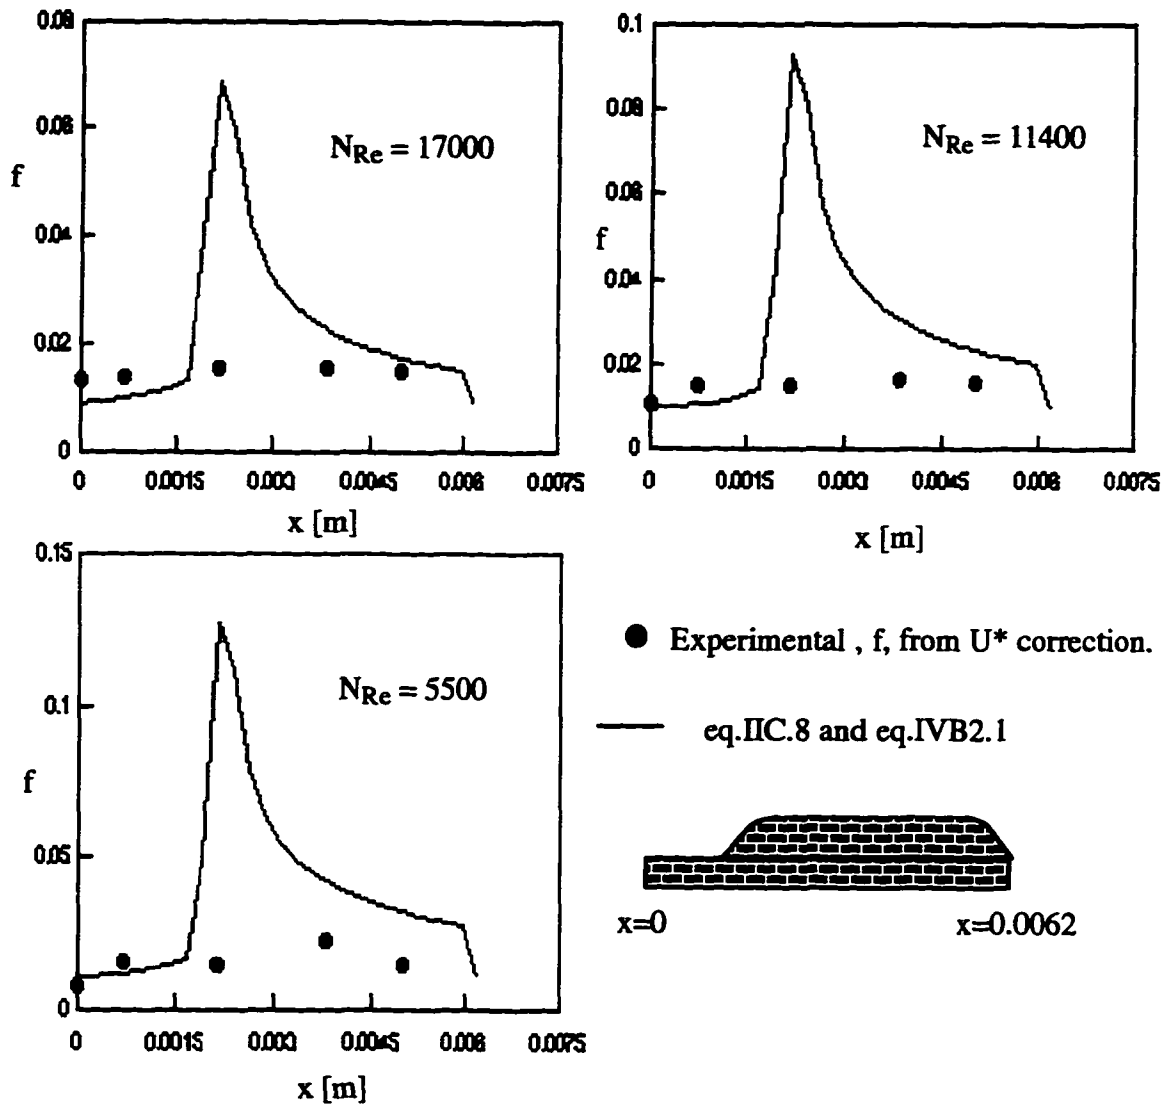 0.08
0.06
0.04
0.02
0
f
N_Re = 17000
0 0.0015 0.003 0.0045 0.006 0.0075
x [m]
0.1
0.08
0.06
0.04
0.02
0
f
N_Re = 11400
0 0.0015 0.003 0.0045 0.006 0.0075
x [m]
0.15
0.1
0.05
0
f
N_Re = 5500
0 0.0015 0.003 0.0045 0.006 0.0075
x [m]
Experimental , f, from U* correction.
eq.IIC.8 and eq.IVB2.1
x=0 x=0.0062